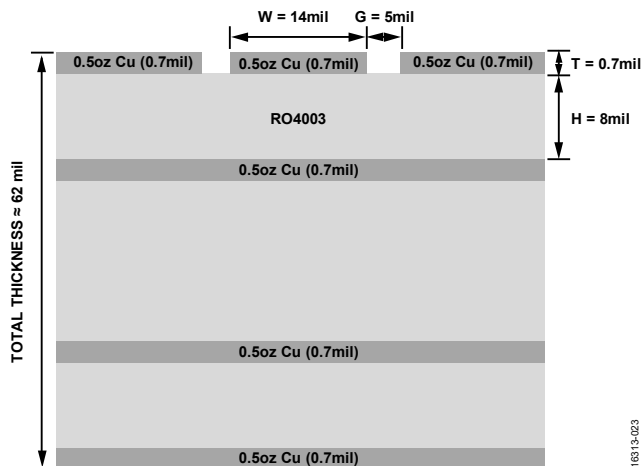 W = 14mil
G = 5mil
0.5oz Cu (0.7mil)
0.5oz Cu (0.7mil)
0.5oz Cu (0.7mil)
T = 0.7mil
RO4003
H = 8mil
0.5oz Cu (0.7mil)
TOTAL THICKNESS ≈ 62 mil
0.5oz Cu (0.7mil)
0.5oz Cu (0.7mil)
16313-023